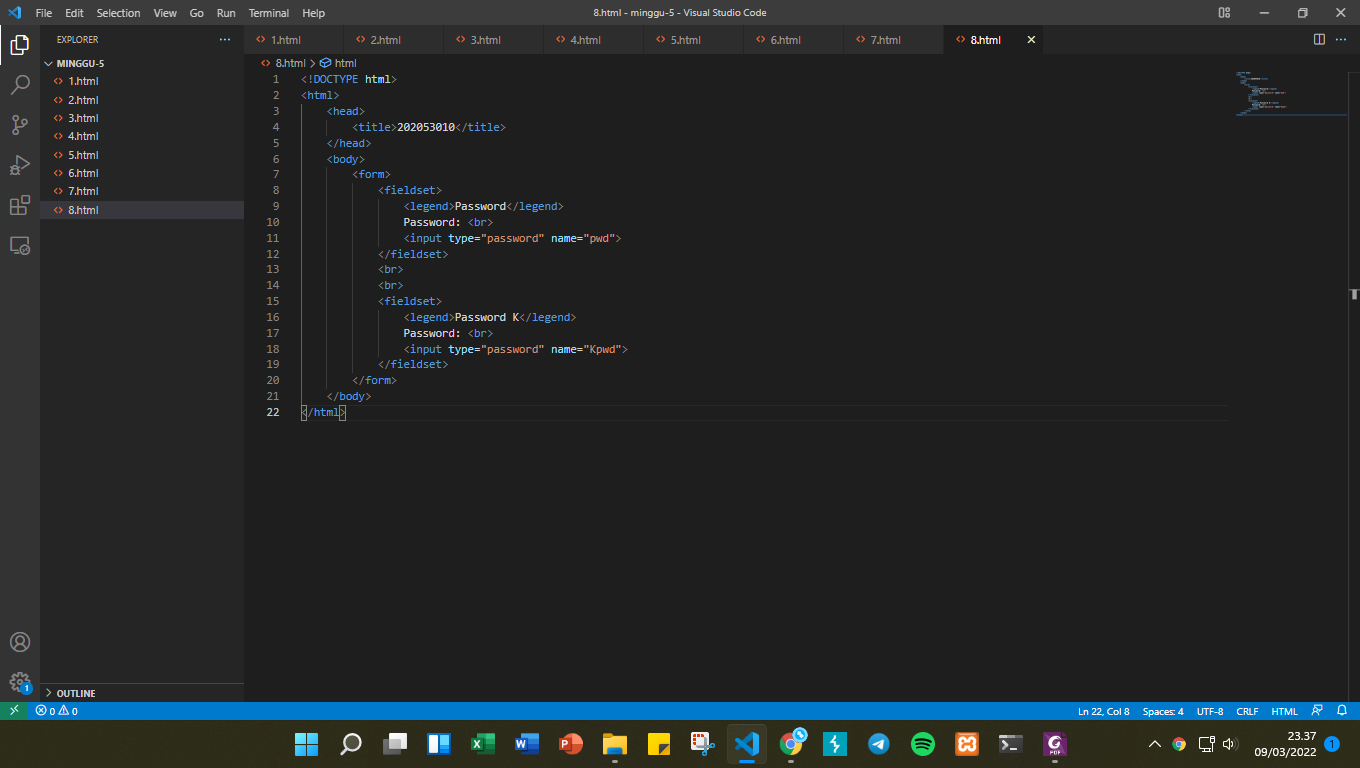 File Edit Selection View Go Run Terminal Help
8.html - minggu-5 - Visual Studio Code
EXPLORER
MINGGU-5
1.html
2.html
3.html
4.html
5.html
6.html
7.html
8.html
OUTLINE
1.html 2.html 3.html 4.html 5.html 6.html 7.html 8.html
8.html > html
1 <!DOCTYPE html>
2 <html>
3 <head>
4 <title>202053010</title>
5 </head>
6 <body>
7 <form>
8 <fieldset>
9 <legend>Password</legend>
10 Password: <br>
11 <input type="password" name="pwd">
12 </fieldset>
13 <br>
14 <br>
15 <fieldset>
16 <legend>Password K</legend>
17 Password: <br>
18 <input type="password" name="Kpwd">
19 </fieldset>
20 </form>
21 </body>
22 </html>
1
0 0
Ln 22, Col 8 Spaces: 4 UTF-8 CRLF HTML
23.37
09/03/2022
1